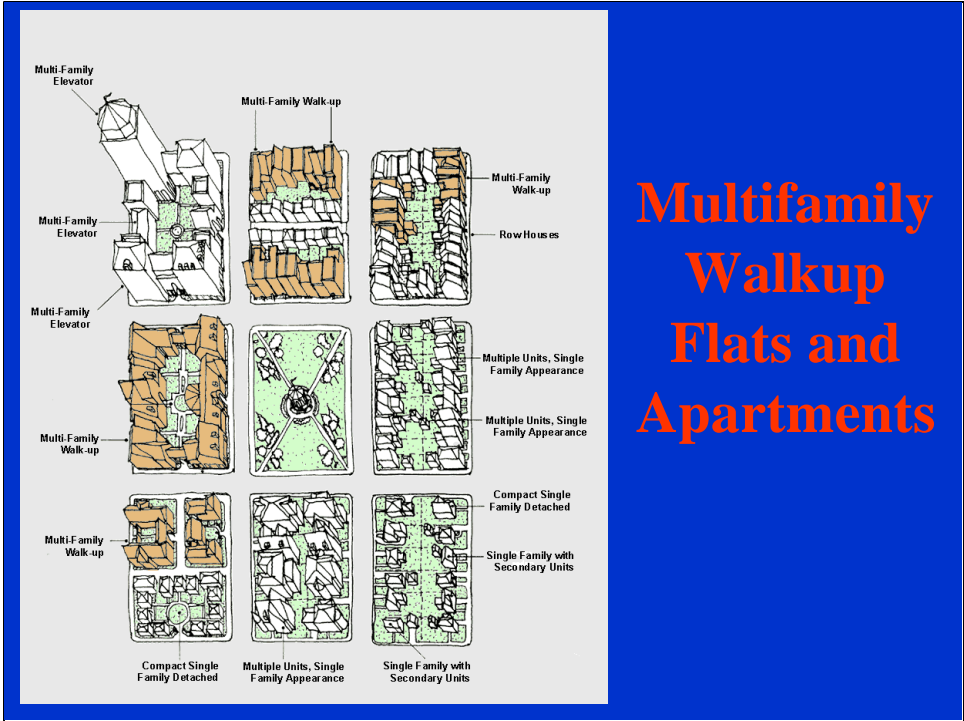 Multi-Family
Elevator
Multi-Family Walk-up
Multi-Family
Walk-up
Multi-Family
Elevator
Row Houses
Multi-Family
Elevator
Multiple Units, Single
Family Appearance
Multiple Units, Single
Family Appearance
Multi-Family
Walk-up
Compact Single
Family Detached
Multi-Family
Walk-up
Single Family with
Secondary Units
Compact Single
Family Detached
Multiple Units, Single
Family Appearance
Single Family with
Secondary Units
Multifamily
Walkup
Flats and
Apartments